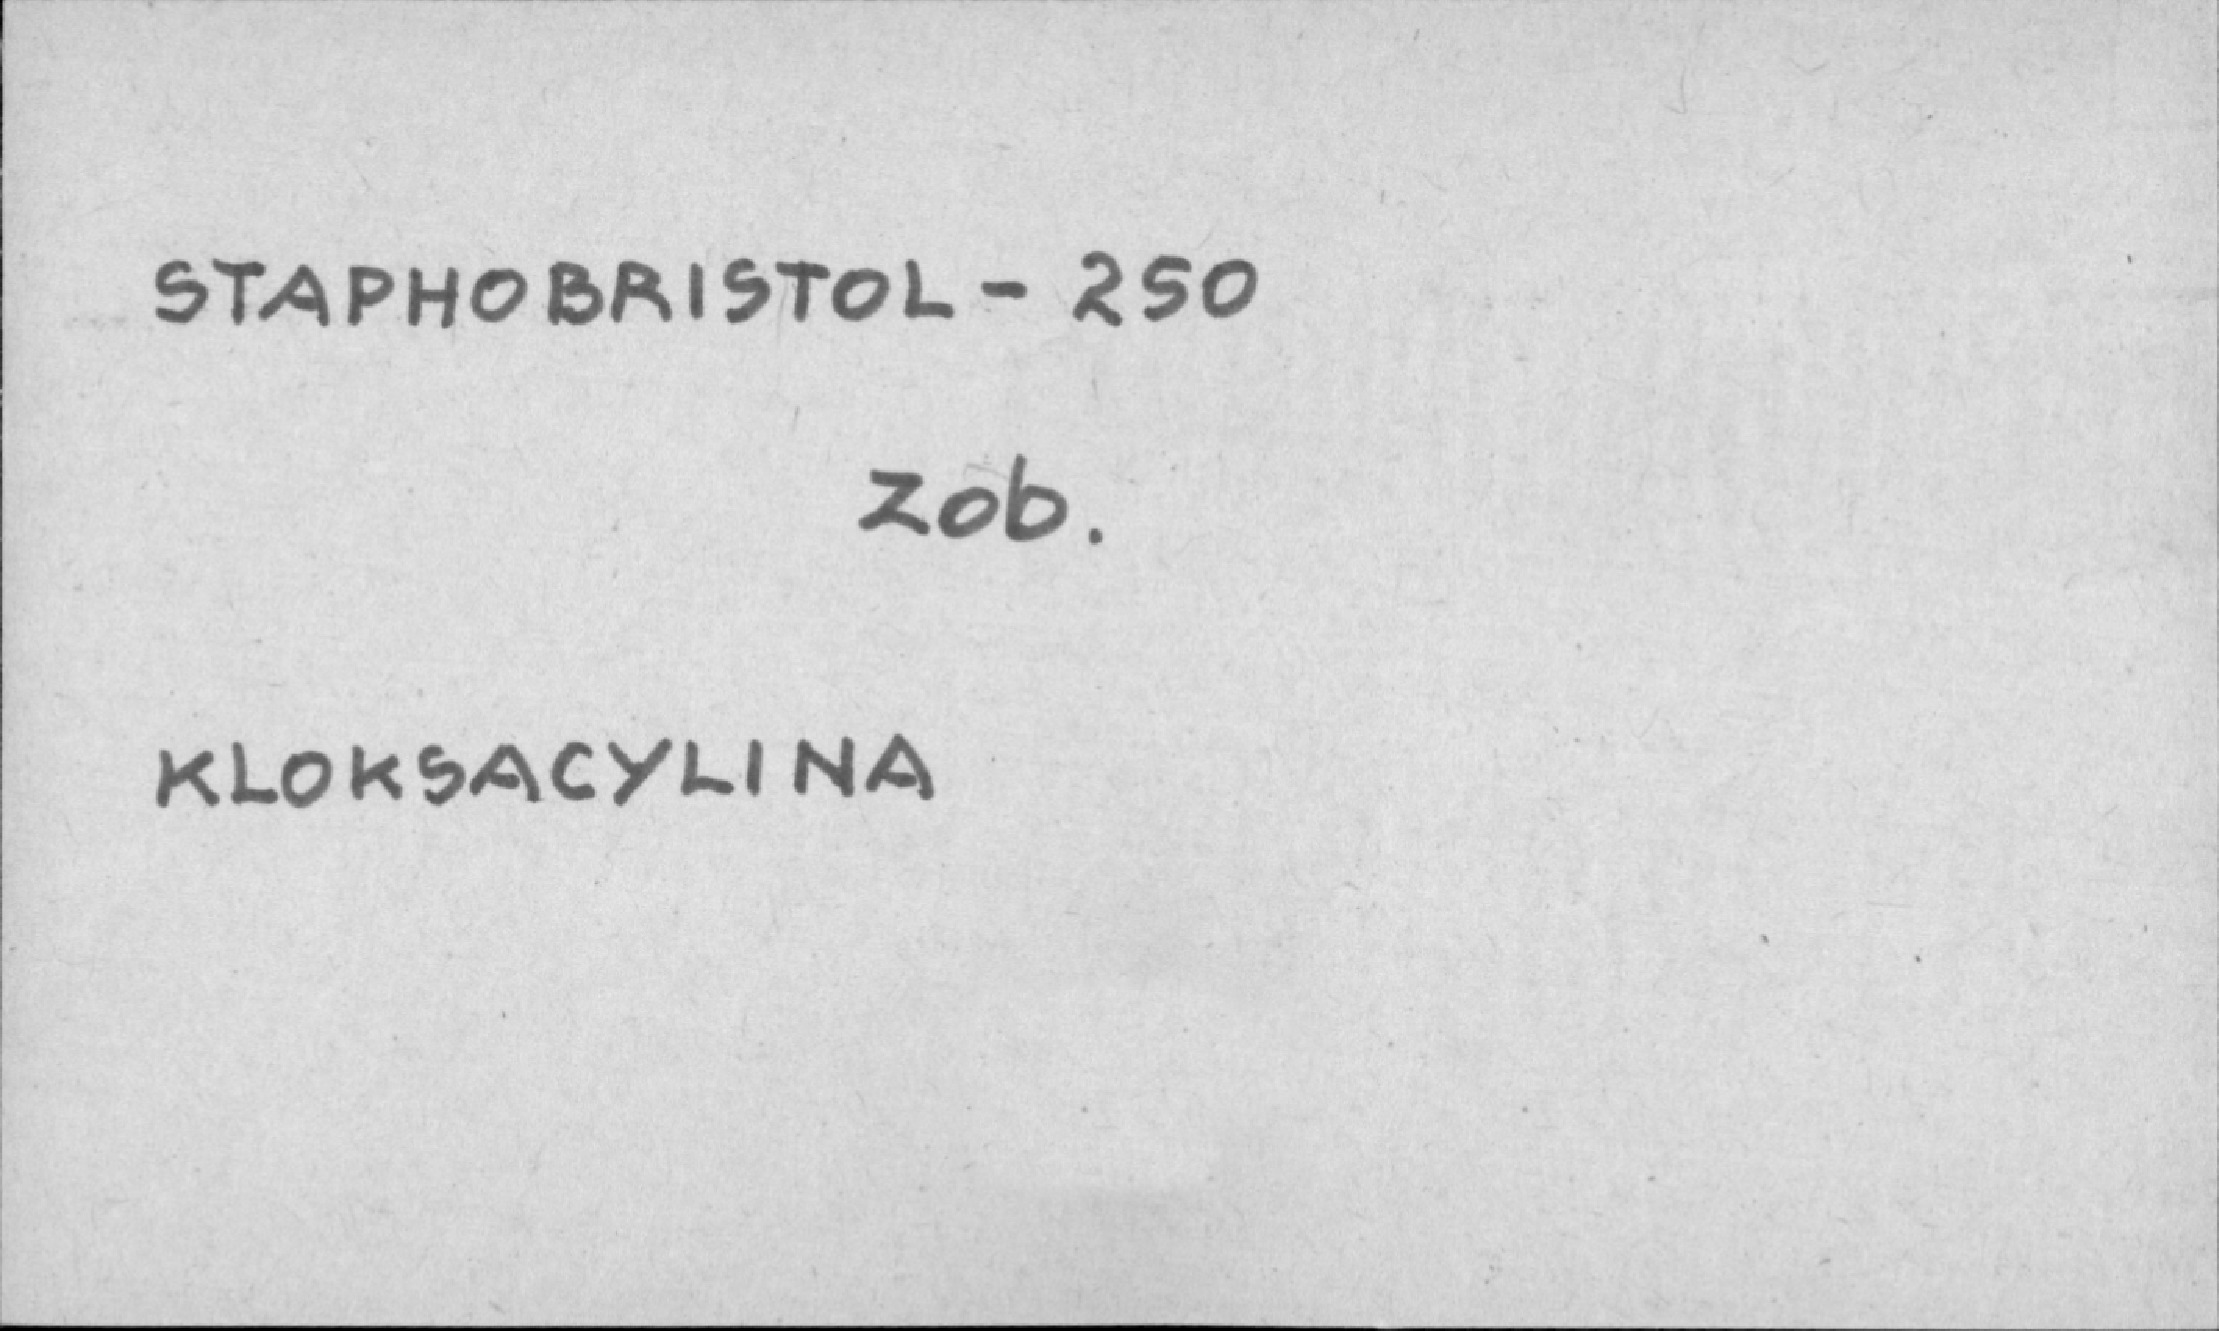 STAPHOBRISTOL - 250
zob.
KLOKSACYLINA